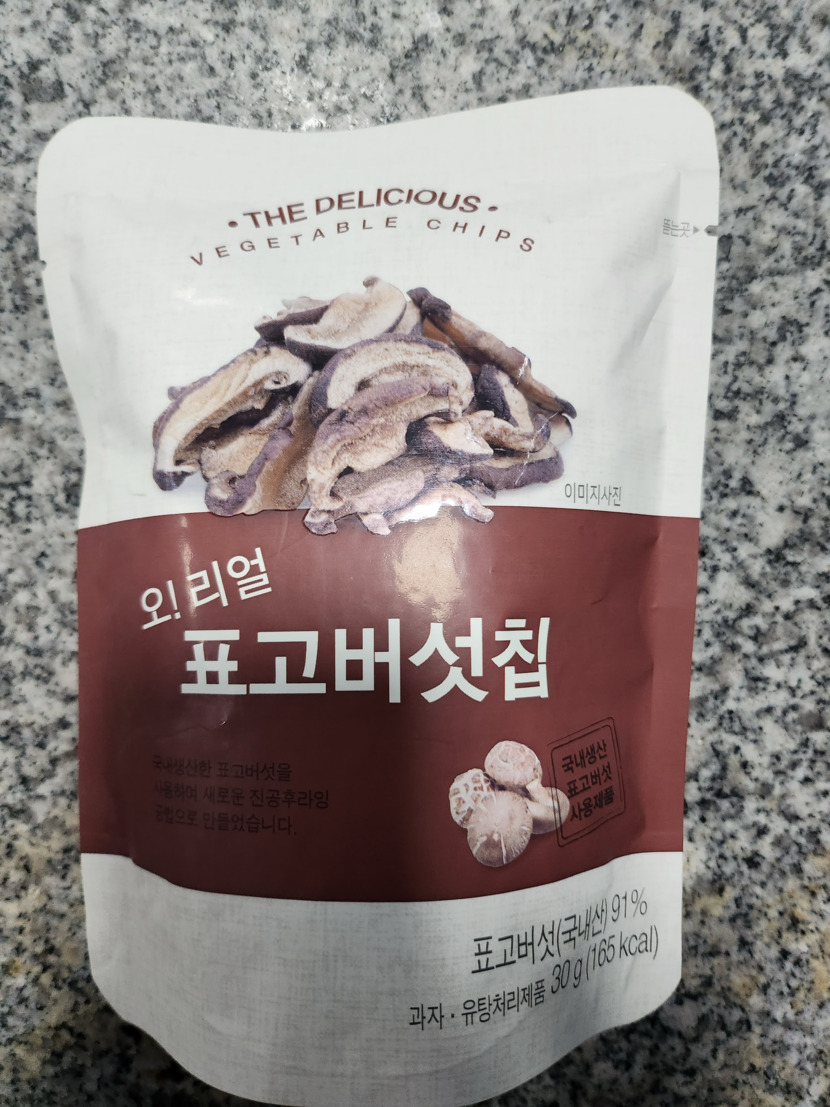 • THE DELICIOUS •
VEGETABLE CHIPS
뜯는곳▶
이미지사진
오! 리얼
표고버섯칩
국내생산한 표고버섯을
사용하여 새로운 진공후라잉
공법으로 만들었습니다.
국내생산
표고버섯
사용제품
표고버섯(국내산) 91%
과자 · 유탕처리제품 30 g (165 kcal)